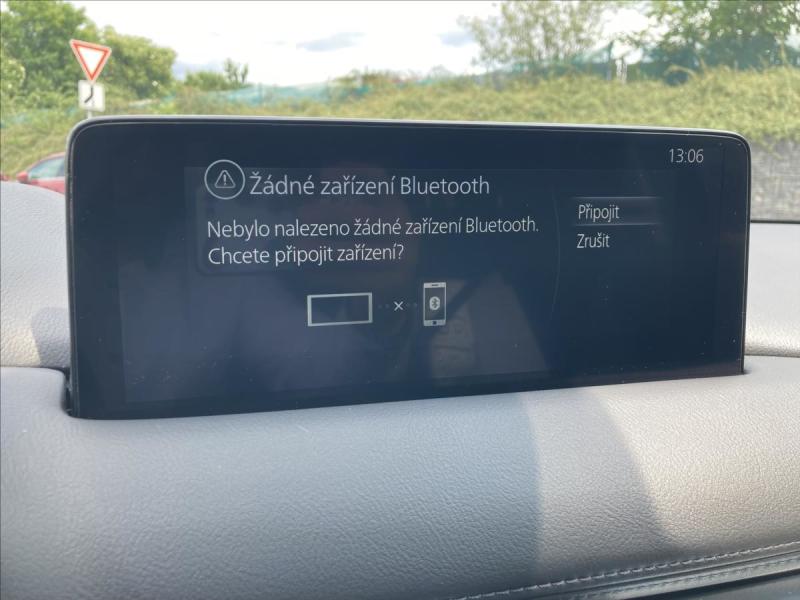 13:06
Žádné zařízení Bluetooth
Nebylo nalezeno žádné zařízení Bluetooth.
Chcete připojit zařízení?
Připojit
Zrušit